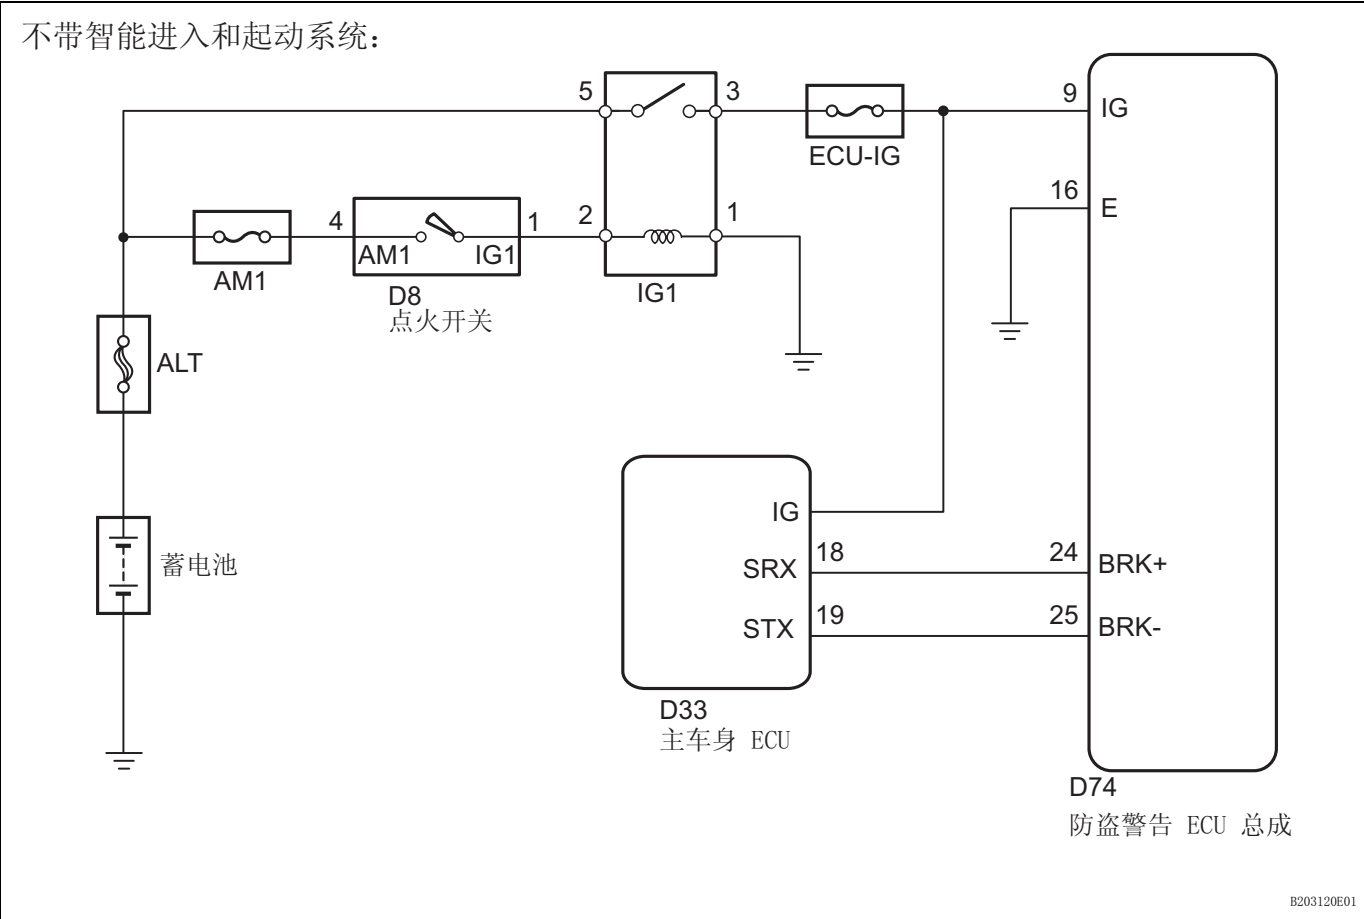 不带智能进入和起动系统:
5
3
9
IG
ECU-IG
16
E
4
1
2
1
AM1
IG1
AM1
D8
点火开关
IG1
ALT
蓄电池
IG
SRX
18
24
BRK+
STX
19
25
BRK-
D33
主车身 ECU
D74
防盗警告 ECU 总成
B203120E01